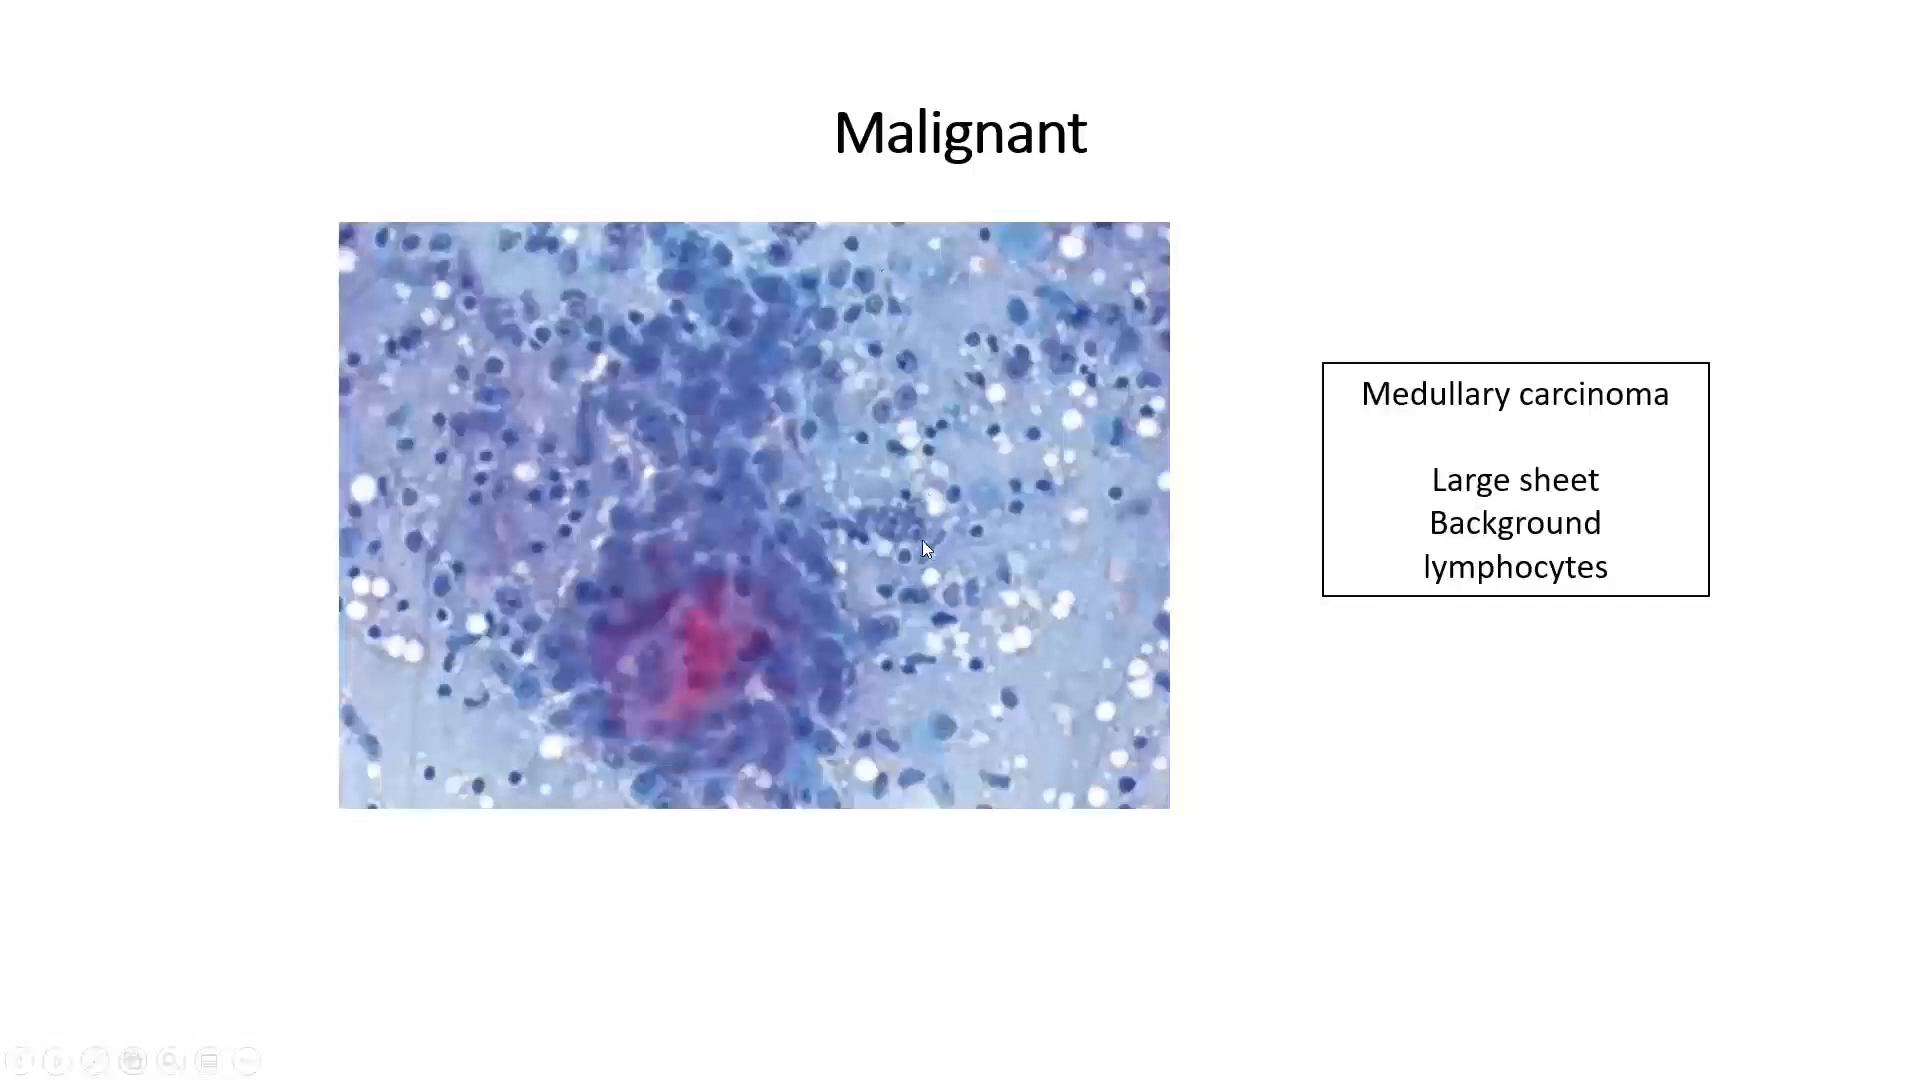 Malignant
Medullary carcinoma
Large sheet
Background
lymphocytes